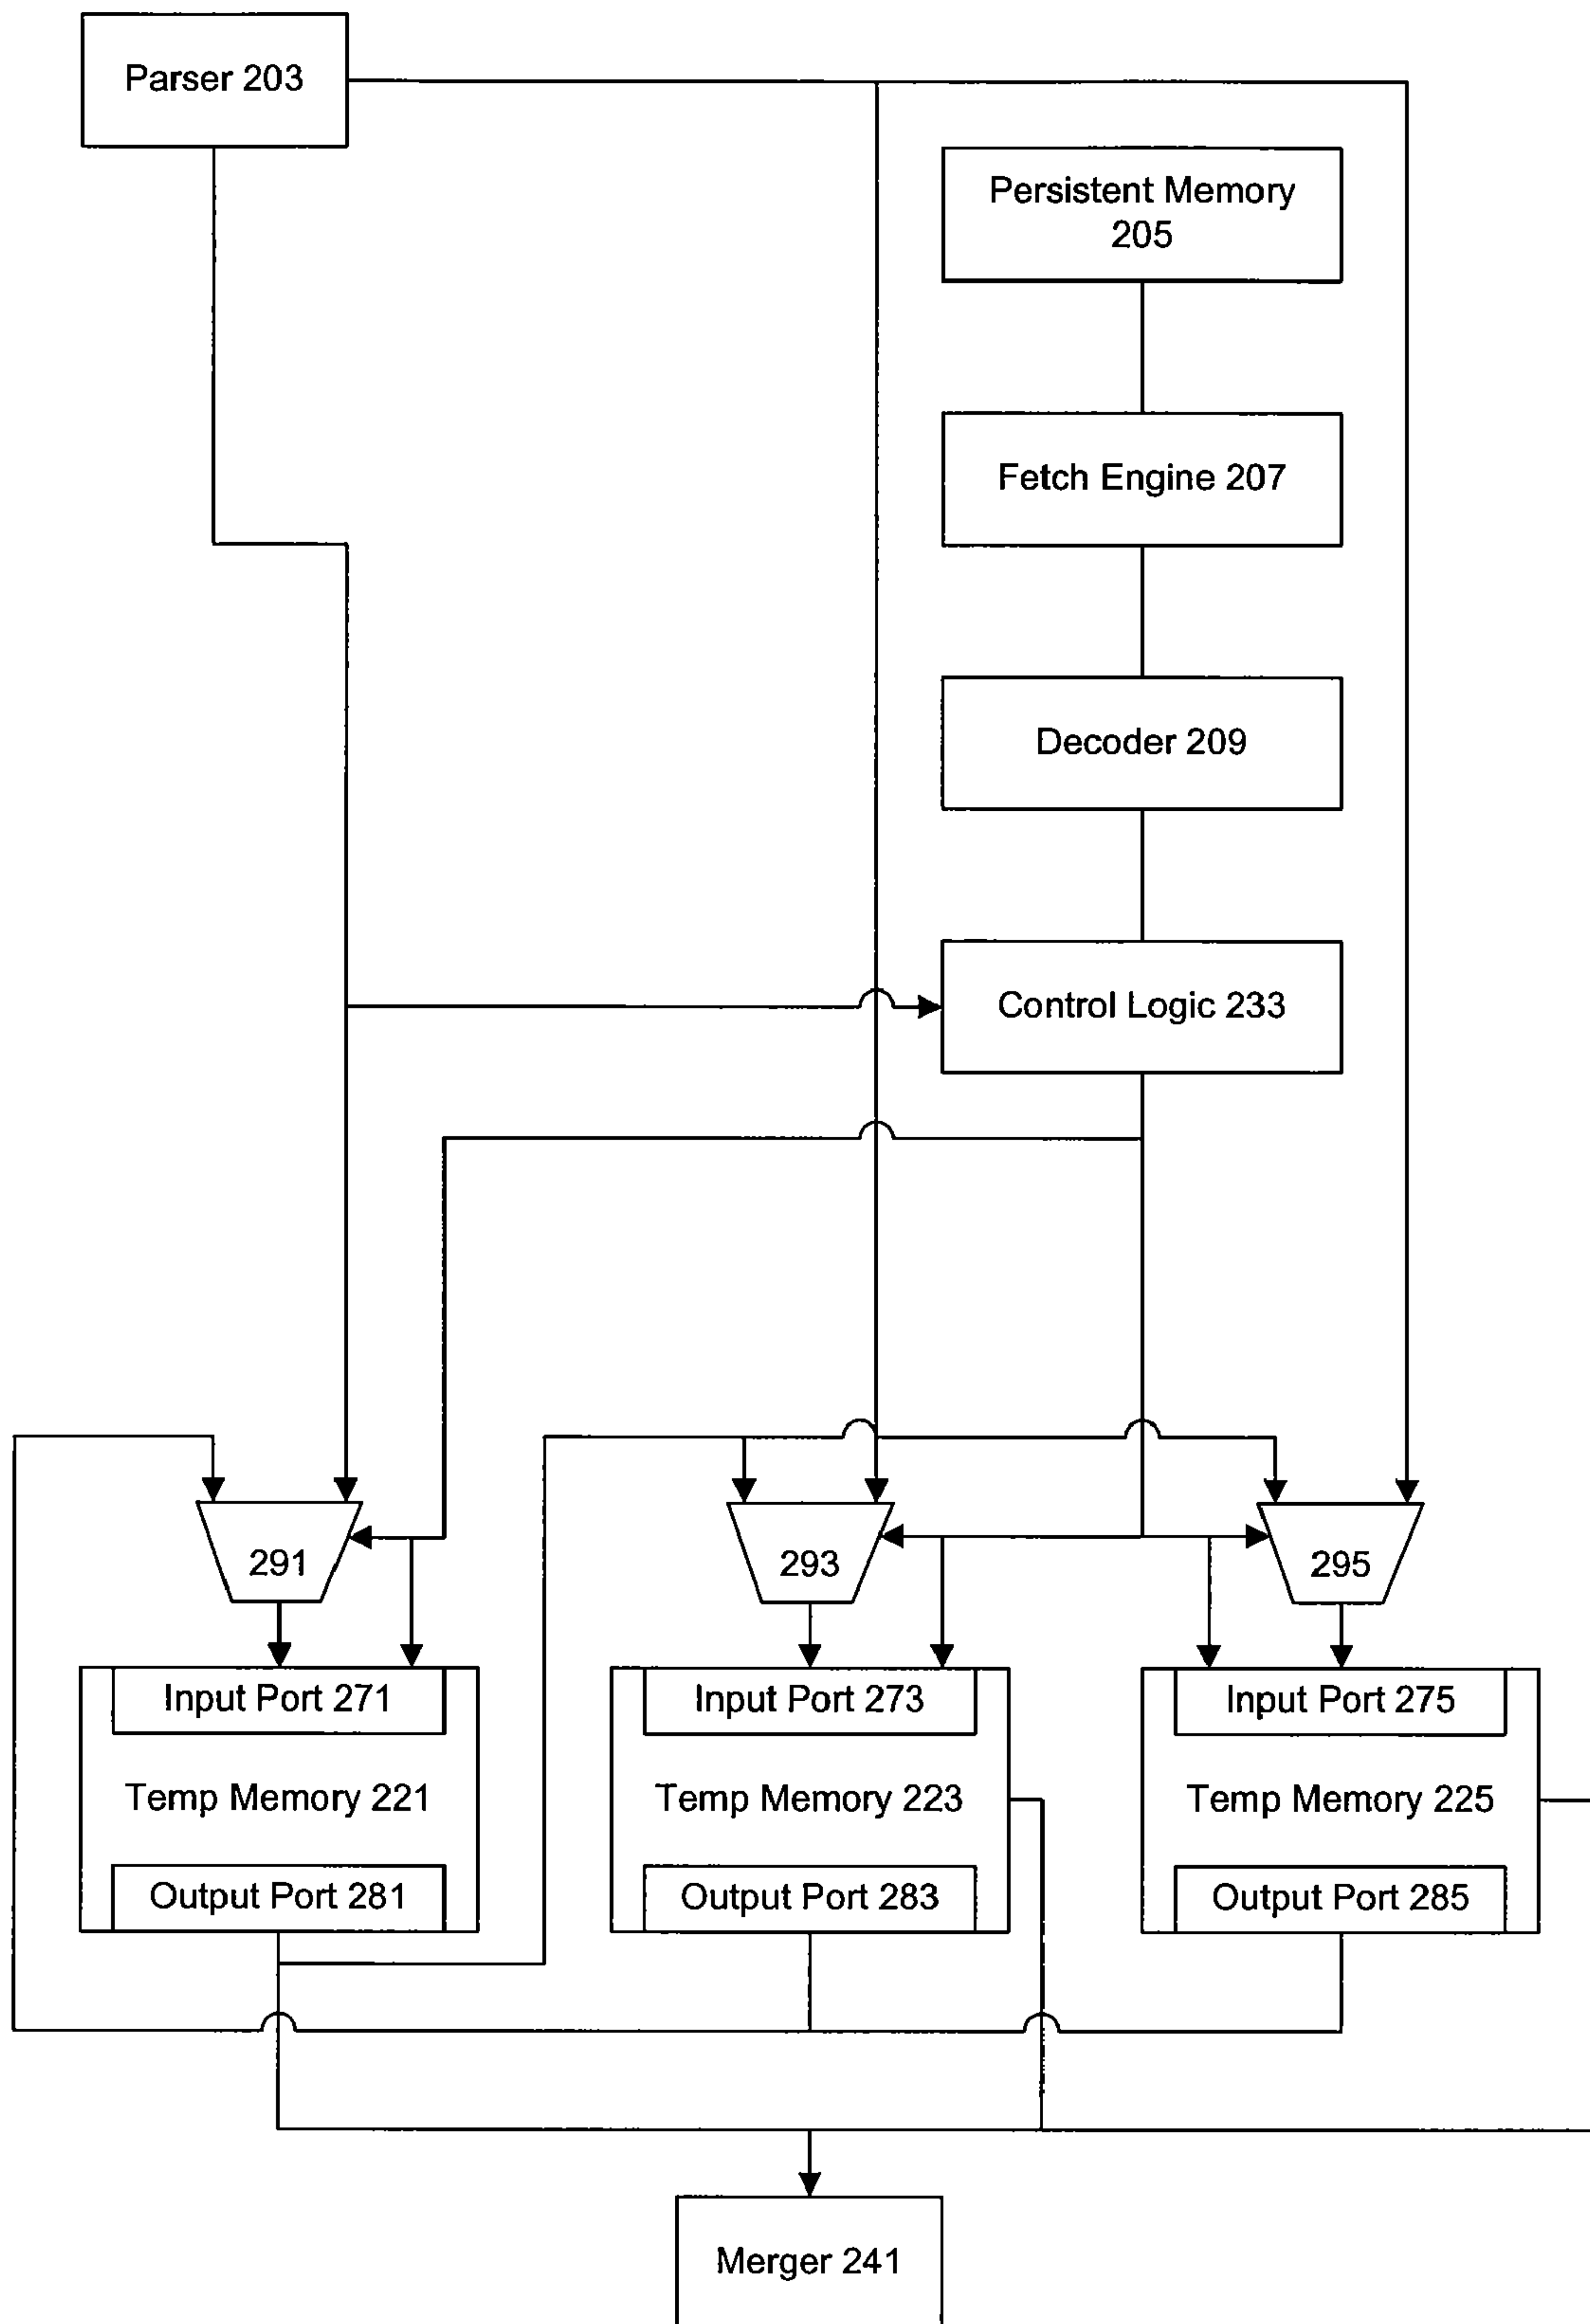 Parser 203
Persistent Memory
205
Fetch Engine 207
Decoder 209
Control Logic 233
291
293
295
Input Port 271
Input Port 273
Input Port 275
Temp Memory 221
Temp Memory 223
Temp Memory 225
Output Port 281
Output Port 283
Output Port 285
Merger 241